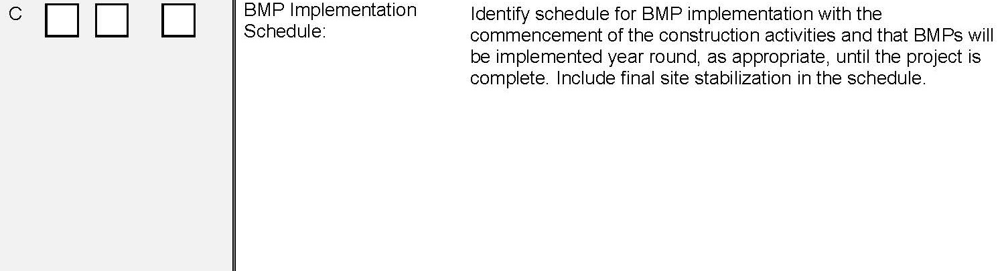 C
BMP Implementation
Schedule:
Identify schedule for BMP implementation with the
commencement of the construction activities and that BMPs will
be implemented year round, as appropriate, until the project is
complete. Include final site stabilization in the schedule.